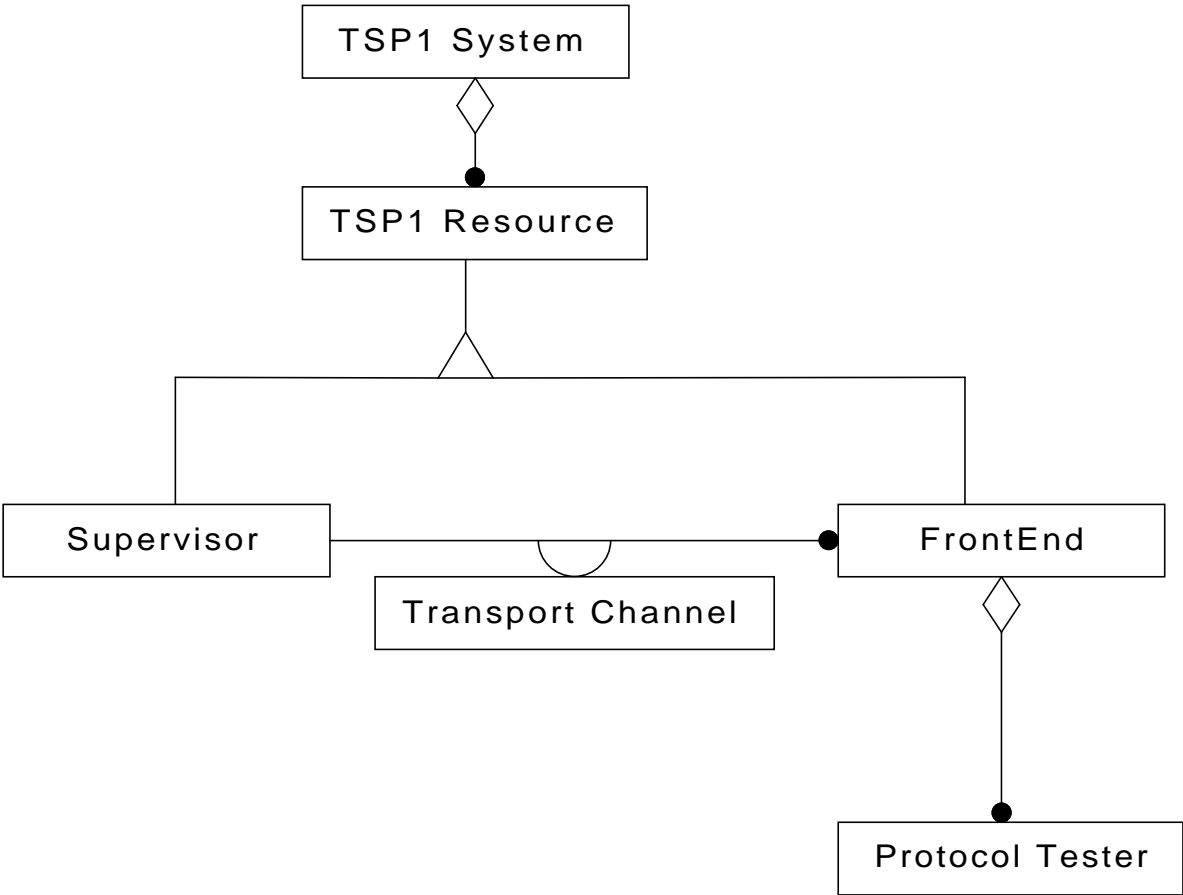 TSP1 System
TSP1 Resource
Supervisor
FrontEnd
Transport Channel
Protocol Tester